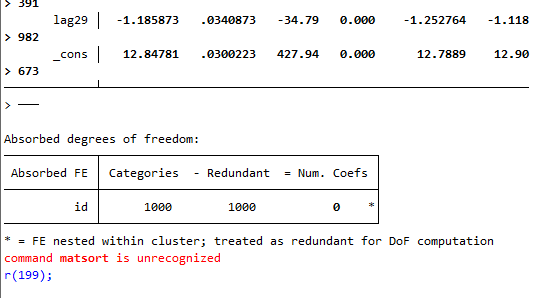 > 391
lag29 | -1.185873 .0340873 -34.79 0.000 -1.252764 -1.118
> 982
_cons | 12.84781 .0300223 427.94 0.000 12.7889 12.90
> 673
>
Absorbed degrees of freedom:
Absorbed FE | Categories - Redundant = Num. Coefs
id | 1000 1000 0 *
* = FE nested within cluster; treated as redundant for DoF computation
command matsort is unrecognized
r(199);